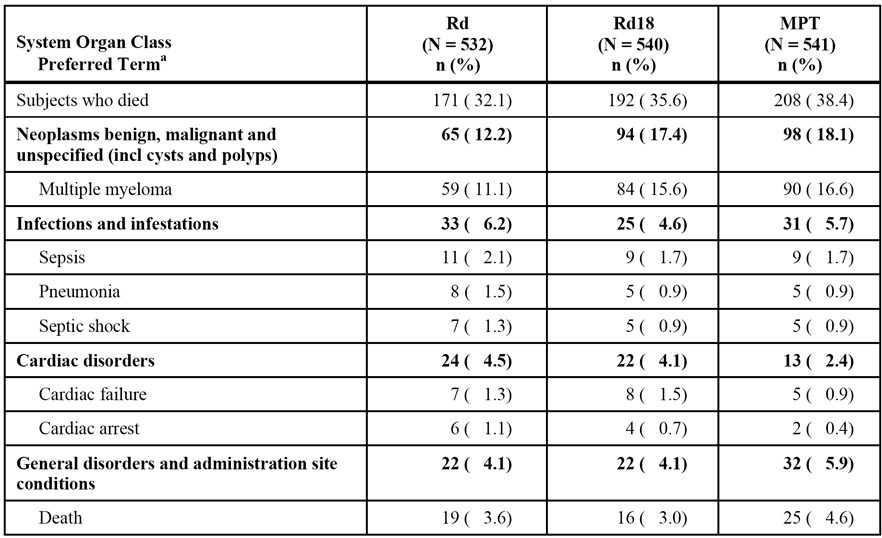 System Organ Class
Preferred Termᵃ
Rd
(N = 532)
n (%)
Rd18
(N = 540)
n (%)
MPT
(N = 541)
n (%)
Subjects who died 171 ( 32.1) 192 ( 35.6) 208 ( 38.4)
Neoplasms benign, malignant and
unspecified (incl cysts and polyps) 65 ( 12.2) 94 ( 17.4) 98 ( 18.1)
Multiple myeloma 59 ( 11.1) 84 ( 15.6) 90 ( 16.6)
Infections and infestations 33 ( 6.2) 25 ( 4.6) 31 ( 5.7)
Sepsis 11 ( 2.1) 9 ( 1.7) 9 ( 1.7)
Pneumonia 8 ( 1.5) 5 ( 0.9) 5 ( 0.9)
Septic shock 7 ( 1.3) 5 ( 0.9) 5 ( 0.9)
Cardiac disorders 24 ( 4.5) 22 ( 4.1) 13 ( 2.4)
Cardiac failure 7 ( 1.3) 8 ( 1.5) 5 ( 0.9)
Cardiac arrest 6 ( 1.1) 4 ( 0.7) 2 ( 0.4)
General disorders and administration site 22 ( 4.1) 22 ( 4.1) 32 ( 5.9)
conditions
Death 19 ( 3.6) 16 ( 3.0) 25 ( 4.6)